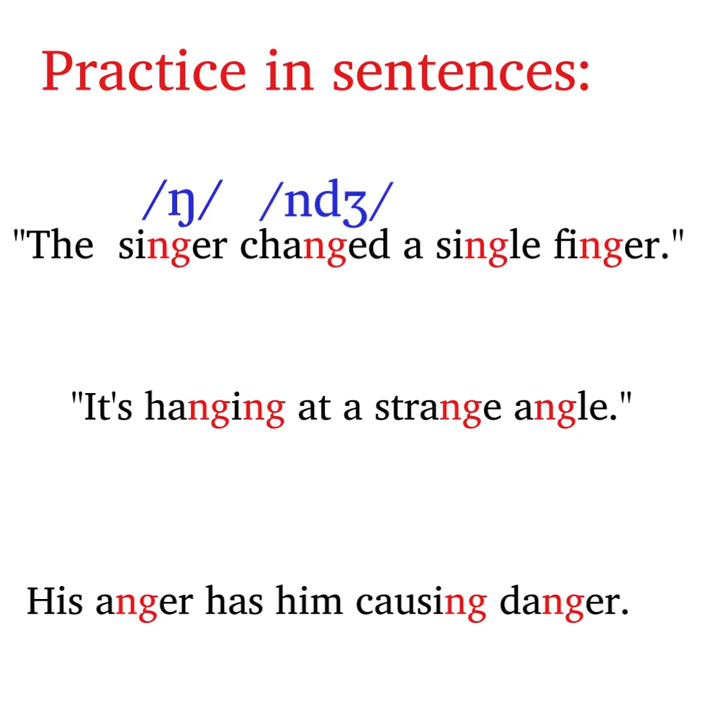 Practice in sentences:
/ŋ/ /ndʒ/
"The singer changed a single finger."
"It's hanging at a strange angle."
His anger has him causing danger.